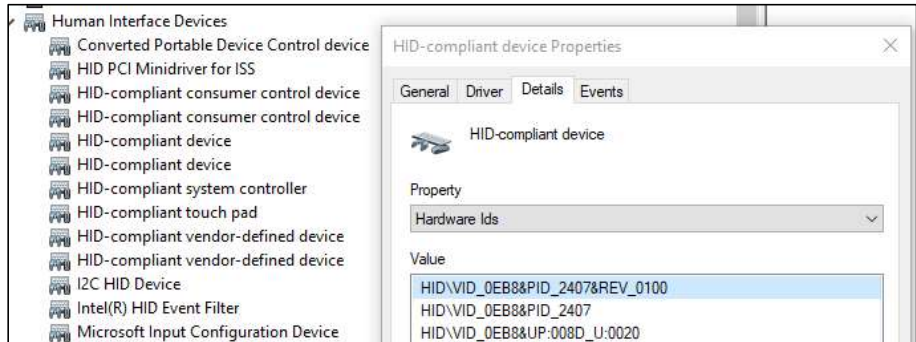 Human Interface Devices
Converted Portable Device Control device
HID PCI Minidriver for ISS
HID-compliant consumer control device
HID-compliant consumer control device
HID-compliant device
HID-compliant device
HID-compliant system controller
HID-compliant touch pad
HID-compliant vendor-defined device
HID-compliant vendor-defined device
I2C HID Device
Intel(R) HID Event Filter
Microsoft Input Configuration Device
HID-compliant device Properties
General Driver Details Events
HID-compliant device
Property
Hardware Ids
Value
HID\VID_0EB8&PID_2407&REV_0100
HID\VID_0EB8&PID_2407
HID\VID_0EB8&UP:008D_U:0020